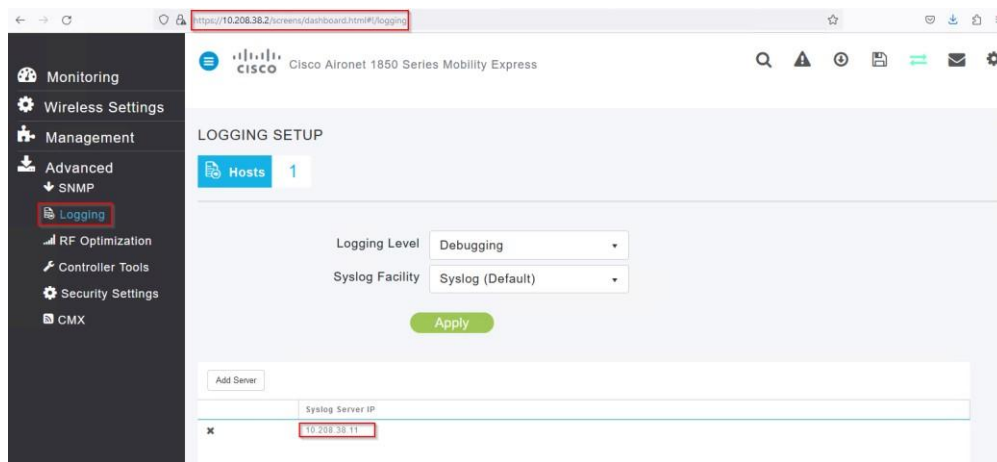 https://10.208.38.2/screens/dashboard.html#!/logging
CISCO Cisco Aironet 1850 Series Mobility Express
Monitoring
Wireless Settings
Management
Advanced
SNMP
Logging
RF Optimization
Controller Tools
Security Settings
CMX
LOGGING SETUP
Hosts 1
Logging Level Debugging
Syslog Facility Syslog (Default)
Apply
Add Server
Syslog Server IP
10.208.38.11